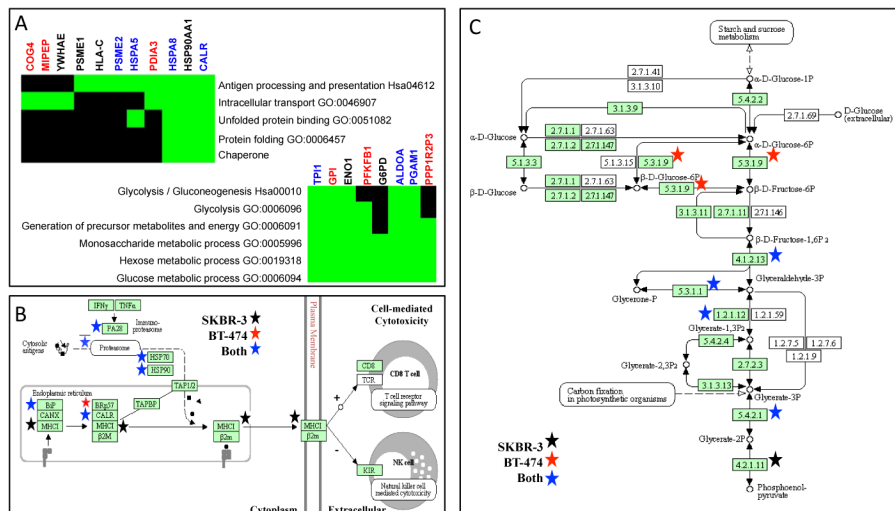 A
COG4
MIPEP
YWHAE
PSME1
HLA-C
PSME2
HSPA5
PDIA3
HSPA8
HSP90AA1
CALR
Antigen processing and presentation Hsa04612
Intracellular transport GO:0046907
Unfolded protein binding GO:0051082
Protein folding GO:0006457
Chaperone
TPI1
GPI
ENO1
PFKFB1
G6PD
ALDOA
PGAM1
PPP1R2P3
Glycolysis / Gluconeogenesis Hsa00010
Glycolysis GO:0006096
Generation of precursor metabolites and energy GO:0006091
Monosaccharide metabolic process GO:0005996
Hexose metabolic process GO:0019318
Glucose metabolic process GO:0006094
B
IFNγ TNFα
PA28
Immuno-
proteasome
SKBR-3
BT-474
Both
Cytosolic
antigens
Proteasome
HSP70
HSP90
TAP1/2
Endoplasmic reticulum
BiP
CANX
MHCI
BRp57
CALR
MHCI
β2M
TAPBP
MHCI
β2m
MHCI
β2m
Plasma Membrane
Cell-mediated
Cytotoxicity
CD8
TCR
CD8 T cell
T cell receptor
signaling pathway
+
-
KIR
NK cell
Natural killer cell
mediated cytotoxicity
Cytoplasm
Extracellular
C
Starch and sucrose
metabolism
α-D-Glucose-1P
2.7.1.41
3.1.3.10
5.4.2.2
3.1.3.9
2.7.1.69
D-Glucose
(extracellular)
α-D-Glucose
2.7.1.1 2.7.1.63
2.7.1.2 2.7.1.147
α-D-Glucose-6P
5.1.3.3
5.3.1.15 5.3.1.9
5.3.1.9
β-D-Glucose
2.7.1.1 2.7.1.63
2.7.1.2 2.7.1.147
β-D-Glucose-6P
5.3.1.9
β-D-Fructose-6P
3.1.3.11 2.7.1.11 2.7.1.146
β-D-Fructose-1,6P2
4.1.2.13
Glyceraldehyde-3P
5.3.1.1
Glycerone-P
1.2.1.12 1.2.1.59
Glycerate-1,3P2
5.4.2.4
1.2.7.5 1.2.7.6
1.2.1.9
Glycerate-2,3P2
2.7.2.3
3.1.3.13
Glycerate-3P
Carbon fixation
in photosynthetic organisms
5.4.2.1
Glycerate-2P
4.2.1.11
Phosphoenol-
pyruvate
SKBR-3
BT-474
Both